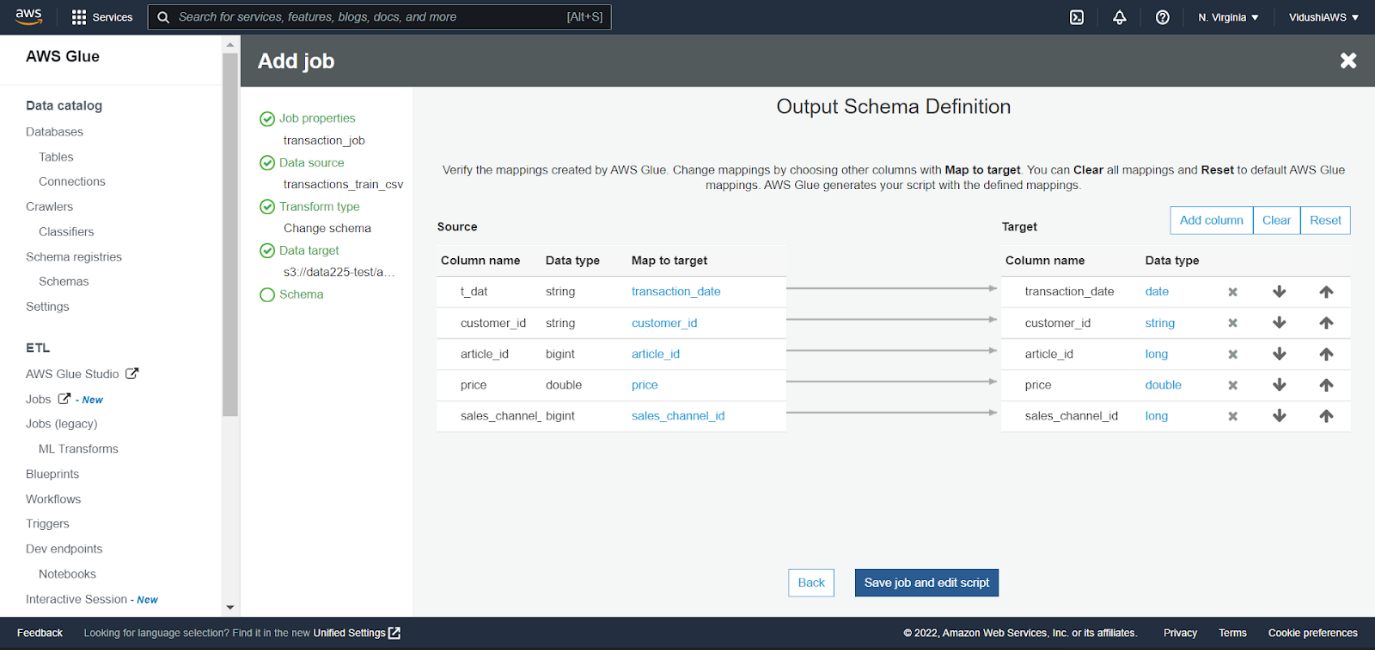 aws
Services
Search for services, features, blogs, docs, and more [Alt+S]
N. Virginia
VidushiAWS
AWS Glue
Data catalog
Databases
Tables
Connections
Crawlers
Classifiers
Schema registries
Schemas
Settings
ETL
AWS Glue Studio
Jobs - New
Jobs (legacy)
ML Transforms
Blueprints
Workflows
Triggers
Dev endpoints
Notebooks
Interactive Session - New
Add job
Job properties
transaction_job
Data source
transactions_train_csv
Transform type
Change schema
Data target
s3://data225-test/a...
Schema
Output Schema Definition
Verify the mappings created by AWS Glue. Change mappings by choosing other columns with Map to target. You can Clear all mappings and Reset to default AWS Glue
mappings. AWS Glue generates your script with the defined mappings.
Add column Clear Reset
Source Target
Column name Data type Map to target Column name Data type
t_dat string transaction_date transaction_date date
customer_id string customer_id customer_id string
article_id bigint article_id article_id long
price double price price double
sales_channel_ bigint sales_channel_id sales_channel_id long
Back Save job and edit script
Feedback Looking for language selection? Find it in the new Unified Settings © 2022, Amazon Web Services, Inc. or its affiliates. Privacy Terms Cookie preferences